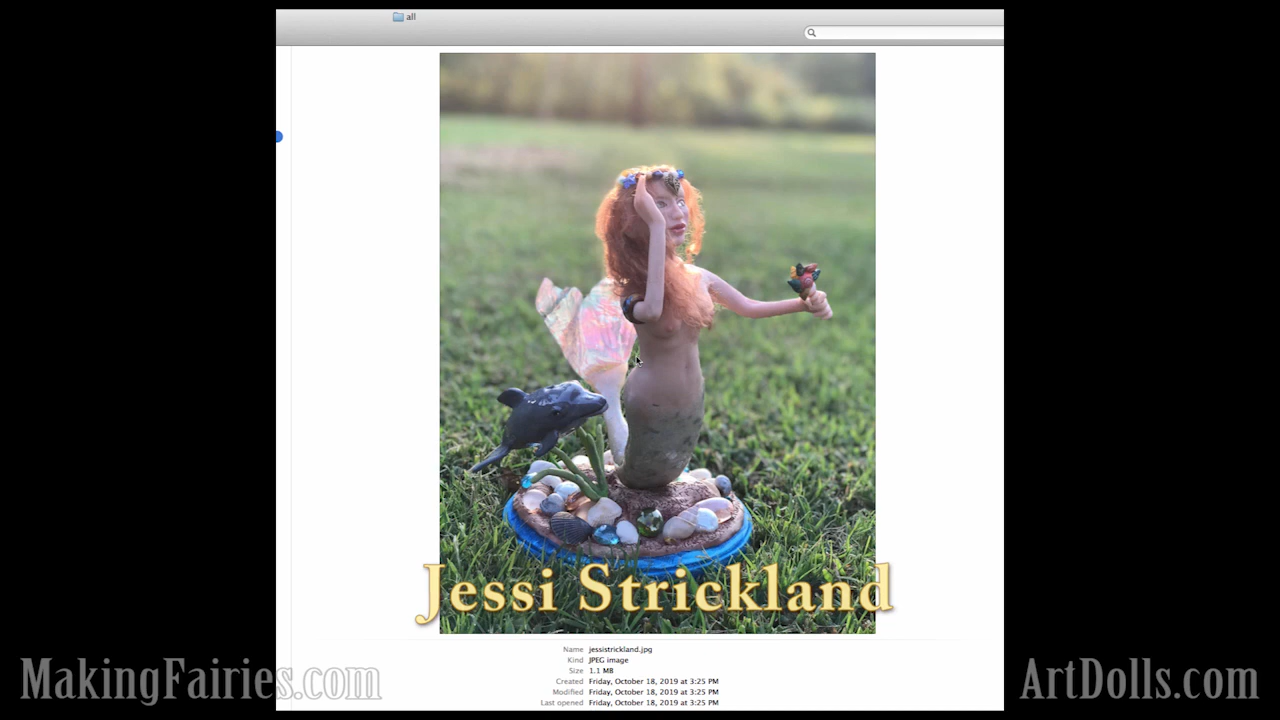 all
Jessi Strickland
Name jessistrickland.jpg
Kind JPEG image
Size 1.1 MB
Created Friday, October 18, 2019 at 3:25 PM
Modified Friday, October 18, 2019 at 3:25 PM
Last opened Friday, October 18, 2019 at 3:25 PM
MakingFairies.com
ArtDolls.com